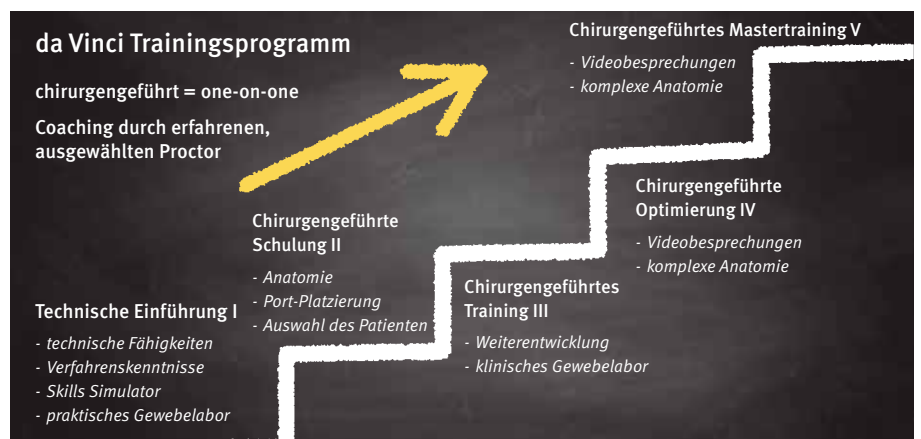 da Vinci Trainingsprogramm
chirurgengeführt = one-on-one
Coaching durch erfahrenen,
ausgewählten Proctor
Technische Einführung I
- technische Fähigkeiten
- Verfahrenskenntnisse
- Skills Simulator
- praktisches Gewebelabor
Chirurgengeführte
Schulung II
- Anatomie
- Port-Platzierung
- Auswahl des Patienten
Chirurgengeführtes
Training III
- Weiterentwicklung
- klinisches Gewebelabor
Chirurgengeführte
Optimierung IV
- Videobesprechungen
- komplexe Anatomie
Chirurgengeführtes Mastertraining V
- Videobesprechungen
- komplexe Anatomie